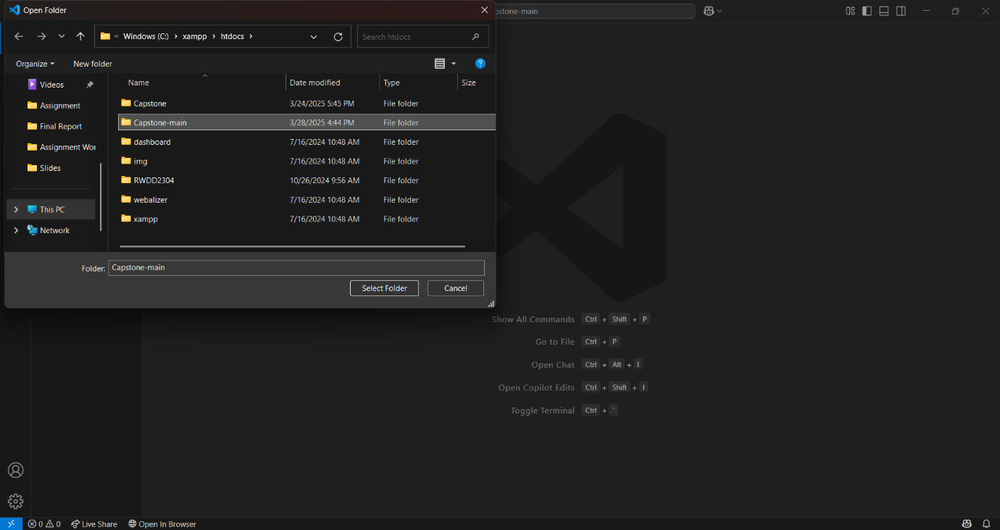 Open Folder
pstone-main
« Windows (C:) > xampp > htdocs >
Search htdocs
Organize
New folder
?
Name Date modified Type Size
Videos
Assignment
Final Report
Assignment Wor
Slides
This PC
Network
Capstone 3/24/2025 5:45 PM File folder
Capstone-main 3/28/2025 4:44 PM File folder
dashboard 7/16/2024 10:48 AM File folder
img 7/16/2024 10:48 AM File folder
RWDD2304 10/26/2024 9:56 AM File folder
webalizer 7/16/2024 10:48 AM File folder
xampp 7/16/2024 10:48 AM File folder
Folder: Capstone-main
Select Folder Cancel
Show All Commands Ctrl + Shift + P
Go to File Ctrl + P
Open Chat Ctrl + Alt + I
Open Copilot Edits Ctrl + Shift + I
Toggle Terminal Ctrl + `
0 0 Live Share Open In Browser